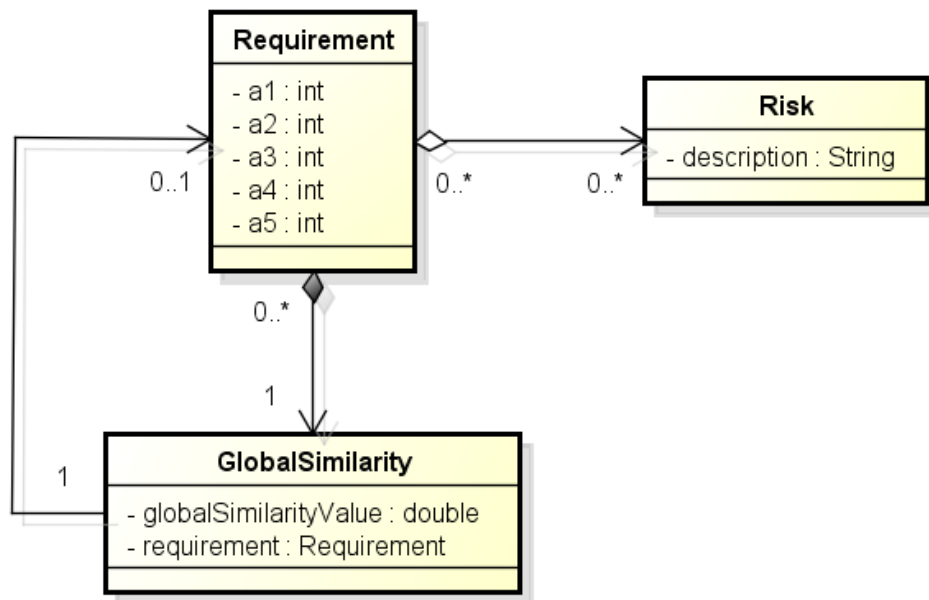 Requirement
- a1 : int
- a2 : int
- a3 : int
- a4 : int
- a5 : int
Risk
- description : String
0..1
0..*
0..*
0..*
1
1
GlobalSimilarity
- globalSimilarityValue : double
- requirement : Requirement